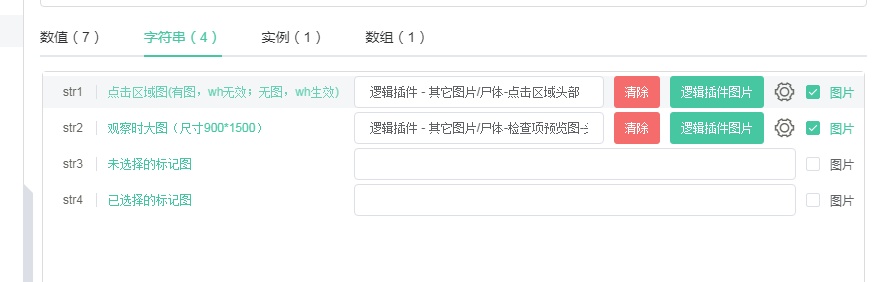 数值（7） 字符串（4） 实例（1） 数组（1）
str1 点击区域图(有图，wh无效；无图，wh生效) 逻辑插件 - 其它图片/尸体-点击区域头部 清除 逻辑插件图片 图片
str2 观察时大图（尺寸900*1500） 逻辑插件 - 其它图片/尸体-检查项预览图- 清除 逻辑插件图片 图片
str3 未选择的标记图 图片
str4 已选择的标记图 图片